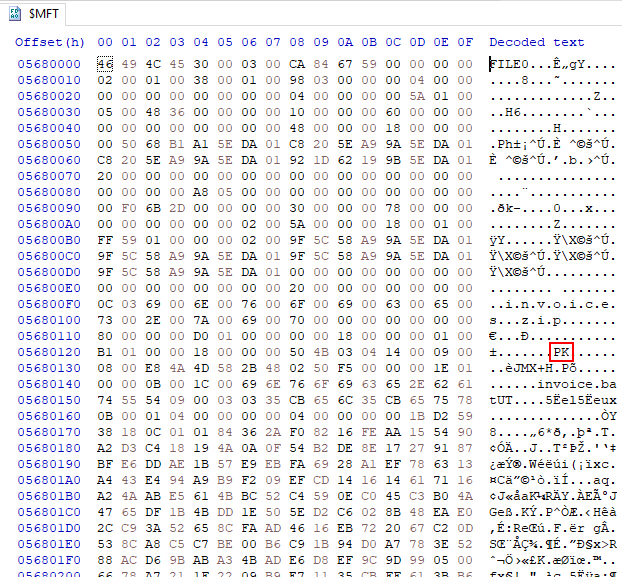 $MFT
Offset(h) 00 01 02 03 04 05 06 07 08 09 0A 0B 0C 0D 0E 0F Decoded text
05680000 46 49 4C 45 30 00 03 00 CA 84 67 59 00 00 00 00 FILE0...Ê„gY....
05680010 02 00 01 00 38 00 01 00 98 03 00 00 00 04 00 00 ....8...˜.......
05680020 00 00 00 00 00 00 00 00 04 00 00 00 5A 01 00 00 ............Z...
05680030 05 00 48 36 00 00 00 00 10 00 00 00 60 00 00 00 ..H6........`...
05680040 00 00 00 00 00 00 00 00 48 00 00 00 18 00 00 00 ........H.......
05680050 00 50 68 B1 A1 5E DA 01 C8 20 5E A9 9A 5E DA 01 .Ph±¡^Ú.È ^©š^Ú.
05680060 C8 20 5E A9 9A 5E DA 01 92 1D 62 19 9B 5E DA 01 È ^©š^Ú.’.b.›^Ú.
05680070 20 00 00 00 00 00 00 00 00 00 00 00 00 00 00 00 ...............
05680080 00 00 00 00 A8 05 00 00 00 00 00 00 00 00 00 00 ....¨...........
05680090 00 F0 6B 2D 00 00 00 00 30 00 00 00 78 00 00 00 .ðk-....0...x...
056800A0 00 00 00 00 00 00 02 00 5A 00 00 00 18 00 01 00 ........Z.......
056800B0 FF 59 01 00 00 00 02 00 9F 5C 58 A9 9A 5E DA 01 ÿY......Ÿ\X©š^Ú.
056800C0 9F 5C 58 A9 9A 5E DA 01 9F 5C 58 A9 9A 5E DA 01 Ÿ\X©š^Ú.Ÿ\X©š^Ú.
056800D0 9F 5C 58 A9 9A 5E DA 01 00 00 00 00 00 00 00 00 Ÿ\X©š^Ú.........
056800E0 00 00 00 00 00 00 00 00 20 00 00 00 00 00 00 00 ........ .......
056800F0 0C 03 69 00 6E 00 76 00 6F 00 69 00 63 00 65 00 ..i.n.v.o.i.c.e.
05680100 73 00 2E 00 7A 00 69 00 70 00 00 00 00 00 00 00 s...z.i.p.......
05680110 80 00 00 00 D0 01 00 00 00 00 18 00 00 00 01 00 €...Ð...........
05680120 B1 01 00 00 18 00 00 00 50 4B 03 04 14 00 09 00 ±.......PK......
05680130 08 00 E8 4A 4D 58 2B 48 02 50 F5 00 00 00 1E 01 ..èJMX+H.Põ.....
05680140 00 00 0B 00 1C 00 69 6E 76 6F 69 63 65 2E 62 61 ......invoice.ba
05680150 74 55 54 09 00 03 03 35 CB 65 6C 35 CB 65 75 78 tUT....5Ëel5Ëeux
05680160 0B 00 01 04 00 00 00 00 04 00 00 00 00 1B D2 59 ..............ÒY
05680170 38 18 0C 01 01 84 36 2A F0 82 16 FE AA 15 54 90 8....„6*ð‚.þª.T.
05680180 A2 D3 C4 18 19 4A 0A 0F 54 B2 DE 8E 17 27 91 87 ¢ÓÄ..J..T²ÞŽ.'‘‡
05680190 BF E6 DD AE 1B 57 E9 EB FA 69 28 A1 EF 78 63 13 ¿æÝ®.Wéëúi(¡ïxc.
056801A0 A4 43 E4 94 A9 B9 09 EF CD 14 16 14 61 71 16 ¤Cä”©¹.ïÍ...aq.
056801B0 A2 4A AB E5 61 4B BC 52 C4 59 0E C0 45 C3 B0 4A ¢J«åaK¼RÄY.ÀEÃ°J
056801C0 47 65 DF 1B 4B DD 1E 50 5E D2 C6 02 8B 48 EA E0 Geß.KÝ.P^ÒÆ.‹Hêà
056801D0 2C C9 3A 52 65 8C FA AD 46 16 EB 72 20 67 C2 0D ,É:ReŒú.F.ër gÂ.
056801E0 53 8C A8 C5 C7 BE 00 B6 C9 1B 94 D0 A7 78 3E 52 SŒ¨ÅÇ¾.¶É.”Ð§x>R
056801F0 88 AC D6 9B AB A3 4B AD E6 D8 EF 9C 9D 99 05 00 ˆ¬Ö›«£K.æØïœ.™..